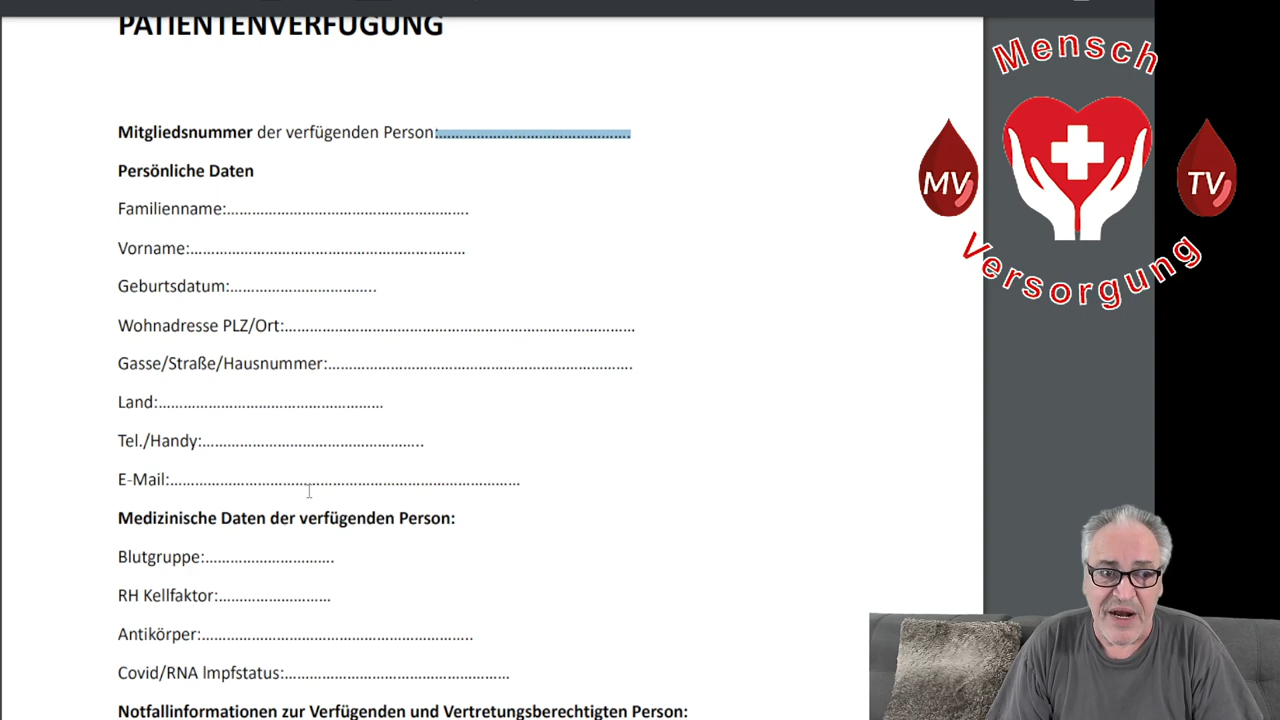 PATIENTENVERFÜGUNG
Mitgliedsnummer der verfügenden Person:........................................
Persönliche Daten
Familienname:....................................................
Vorname:..........................................................
Geburtsdatum:...............................
Wohnadresse PLZ/Ort:..........................................................................
Gasse/Straße/Hausnummer:................................................................
Land:................................................
Tel./Handy:...............................................
E-Mail:..........................................................................
Medizinische Daten der verfügenden Person:
Blutgruppe:............................
RH Kellfaktor:........................
Antikörper:.........................................................
Covid/RNA Impfstatus:................................................
Notfallinformationen zur Verfügenden und Vertretungsberechtigten Person:
Mensch
MV
TV
Versorgung